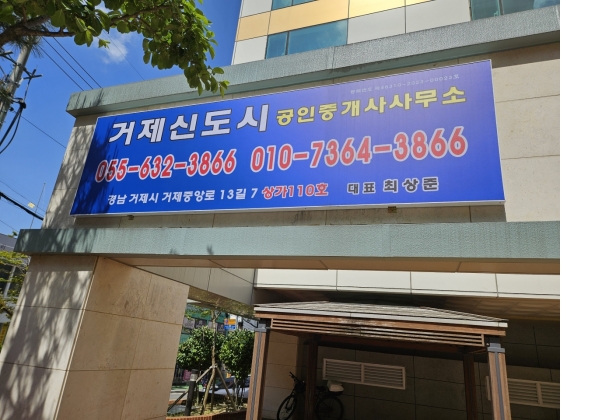 거제신도시 공인중개사사무소
055-632-3866 010-7364-3866
경남 거제시 거제중앙로 13길 7 상가110호 대표 최상준